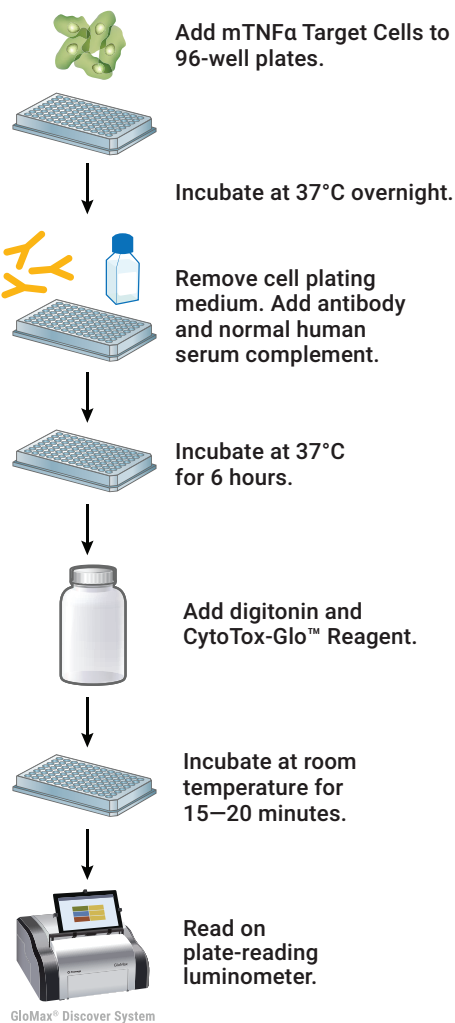 Add mTNFα Target Cells to
96-well plates.
Incubate at 37°C overnight.
Remove cell plating
medium. Add antibody
and normal human
serum complement.
Incubate at 37°C
for 6 hours.
Add digitonin and
CytoTox-Glo™ Reagent.
Incubate at room
temperature for
15—20 minutes.
Read on
plate-reading
luminometer.
GloMax® Discover System